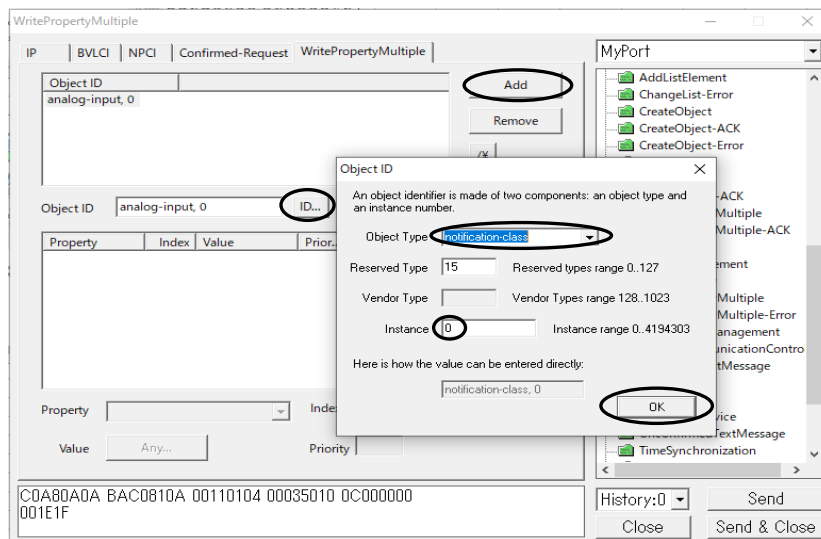 WritePropertyMultiple
IP BVLCI NPCI Confirmed-Request WritePropertyMultiple
Object ID
analog-input, 0
Add
Remove
Object ID analog-input, 0 ID...
Property Index Value Prior..
Property Inde
Value Any... Priority
C0A80A0A BAC0810A 00110104 00035010 0C000000
001E1F
Object ID
An object identifier is made of two components: an object type and
an instance number.
Object Type notification-class
Reserved Type 15 Reserved types range 0..127
Vendor Type Vendor Types range 128..1023
Instance 0 Instance range 0..4194303
Here is how the value can be entered directly:
notification-class, 0
OK
MyPort
AddListElement
ChangeList-Error
CreateObject
CreateObject-ACK
CreateObject-Error
-ACK
Multiple
Multiple-ACK
ement
Multiple
Multiple-Error
anagement
unicationContro
tMessage
vice
TextMessage
TimeSynchronization
History:0 Send
Close Send & Close